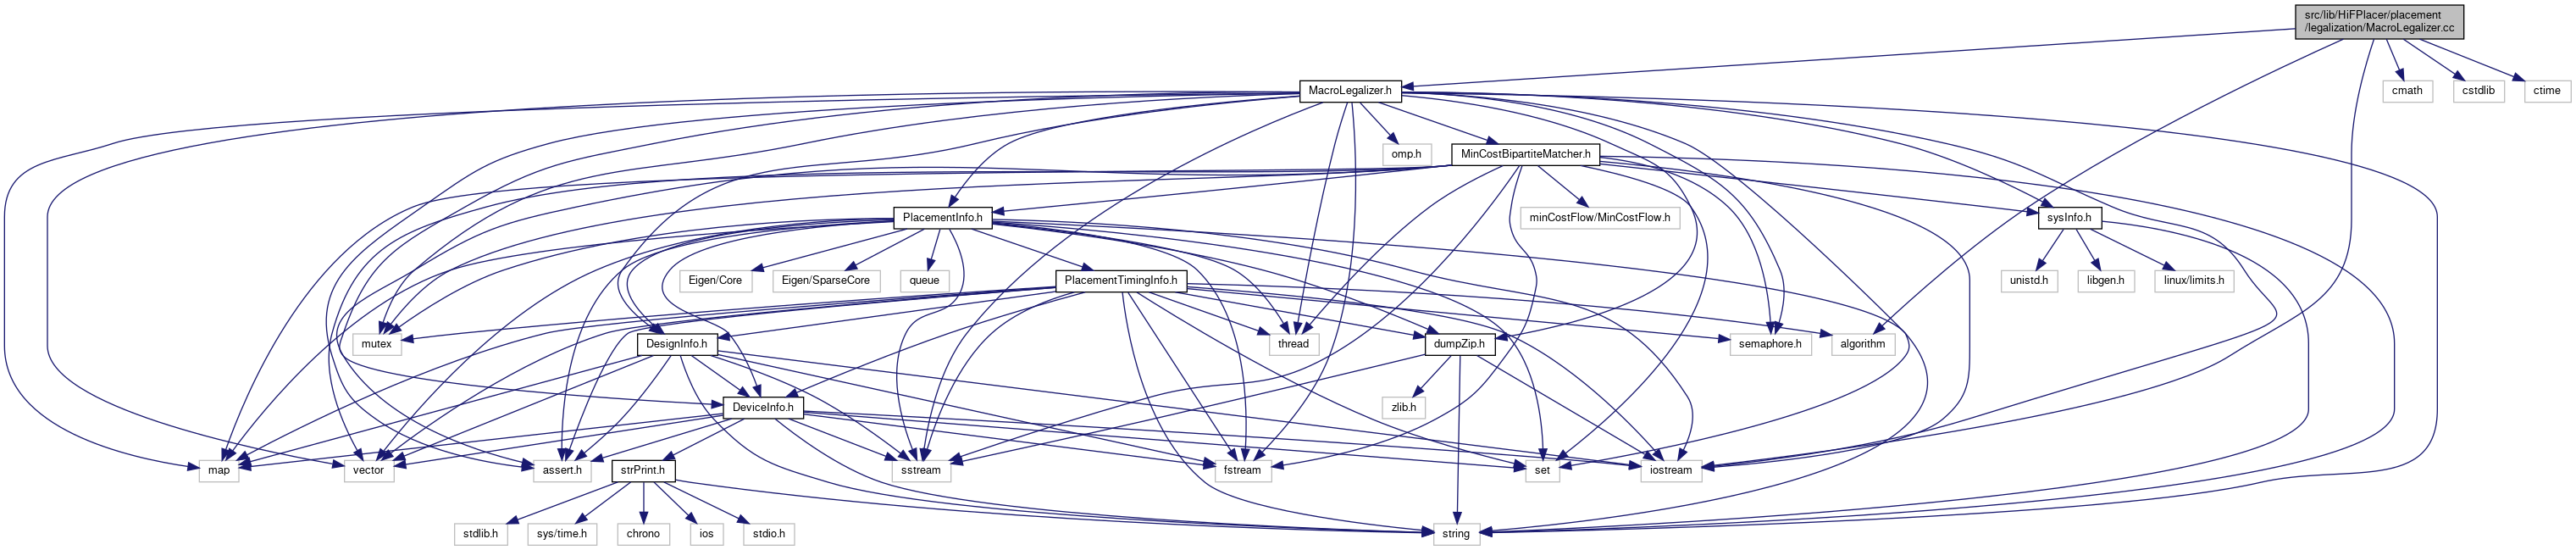 src/lib/HiFPlacer/placement
/legalization/MacroLegalizer.cc
MacroLegalizer.h
cmath
cstdlib
ctime
omp.h
MinCostBipartiteMatcher.h
PlacementInfo.h
minCostFlow/MinCostFlow.h
sysInfo.h
Eigen/Core
Eigen/SparseCore
queue
PlacementTimingInfo.h
unistd.h
libgen.h
linux/limits.h
mutex
DesignInfo.h
thread
dumpZip.h
semaphore.h
algorithm
DeviceInfo.h
zlib.h
map
vector
assert.h
strPrint.h
sstream
fstream
set
iostream
stdlib.h
sys/time.h
chrono
ios
stdio.h
string